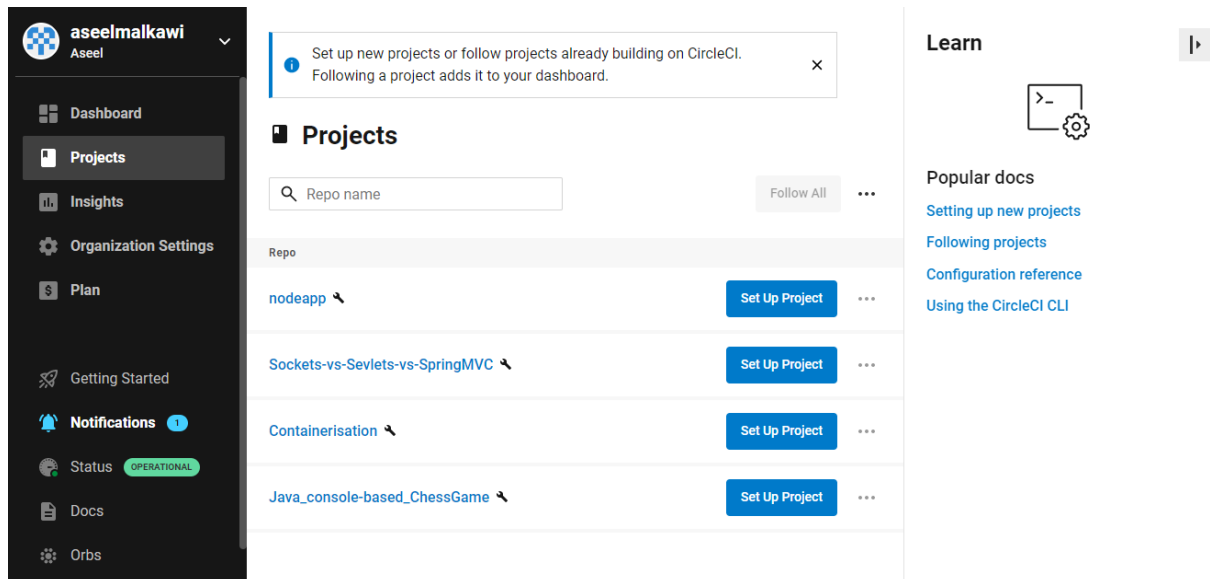 aseelmalkawi
Aseel
Dashboard
Projects
Insights
Organization Settings
Plan
Getting Started
Notifications 1
Status OPERATIONAL
Docs
Orbs
Set up new projects or follow projects already building on CircleCI.
Following a project adds it to your dashboard.
Projects
Repo name
Follow All
Repo
nodeapp
Set Up Project
Sockets-vs-Sevlets-vs-SpringMVC
Set Up Project
Containerisation
Set Up Project
Java_console-based_ChessGame
Set Up Project
Learn
Popular docs
Setting up new projects
Following projects
Configuration reference
Using the CircleCI CLI